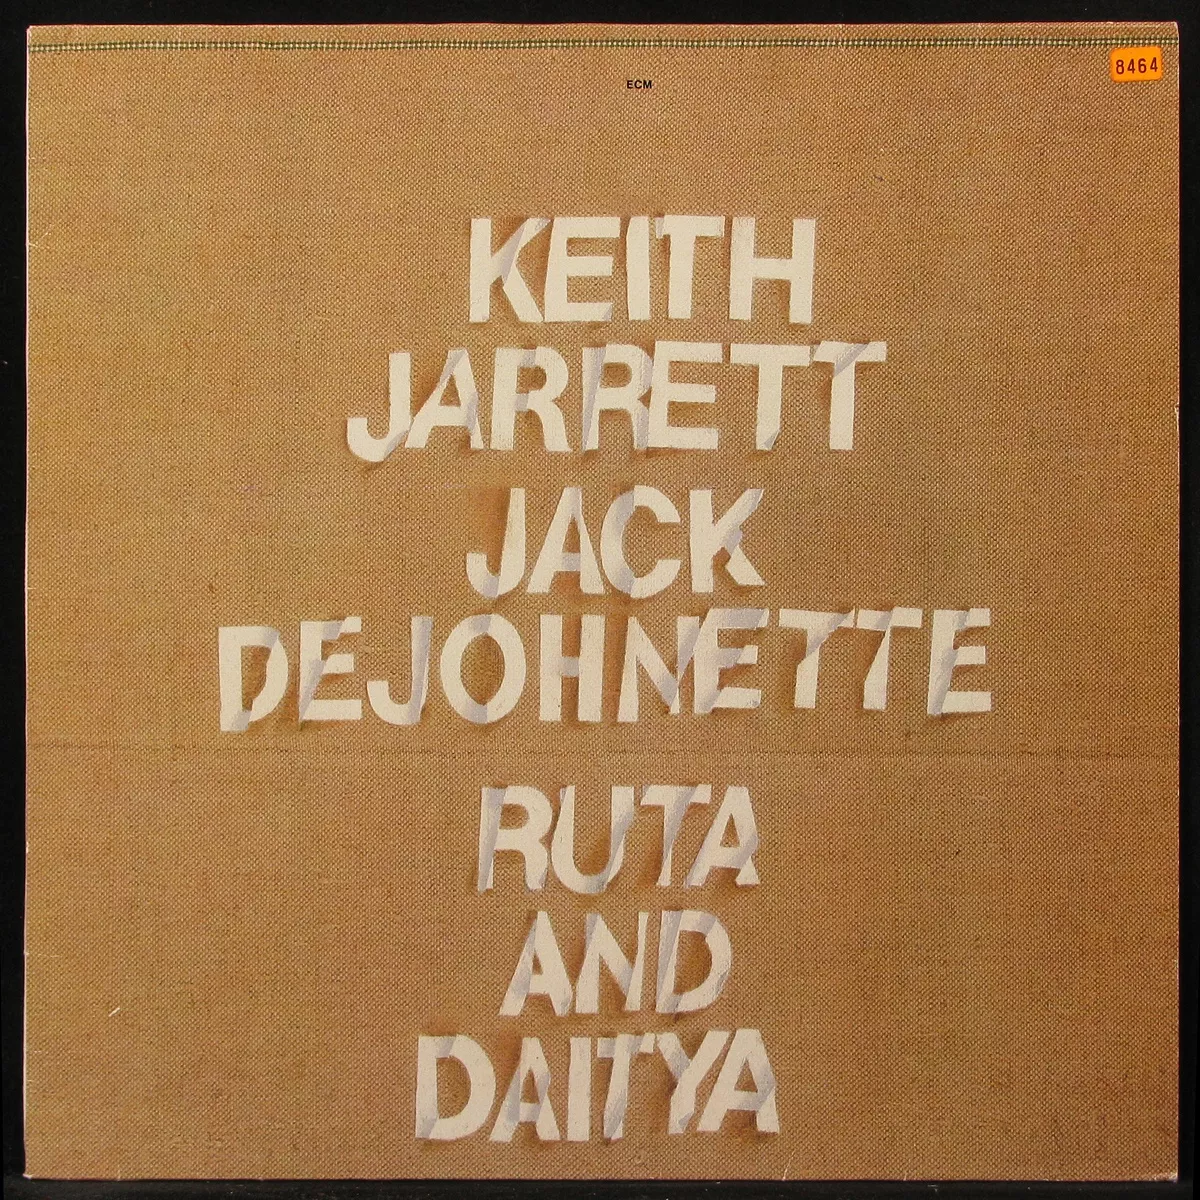 ECM
8464
KEITH
JARRETT
JACK
DEJOHNETTE
RUTA
AND
DAITYA